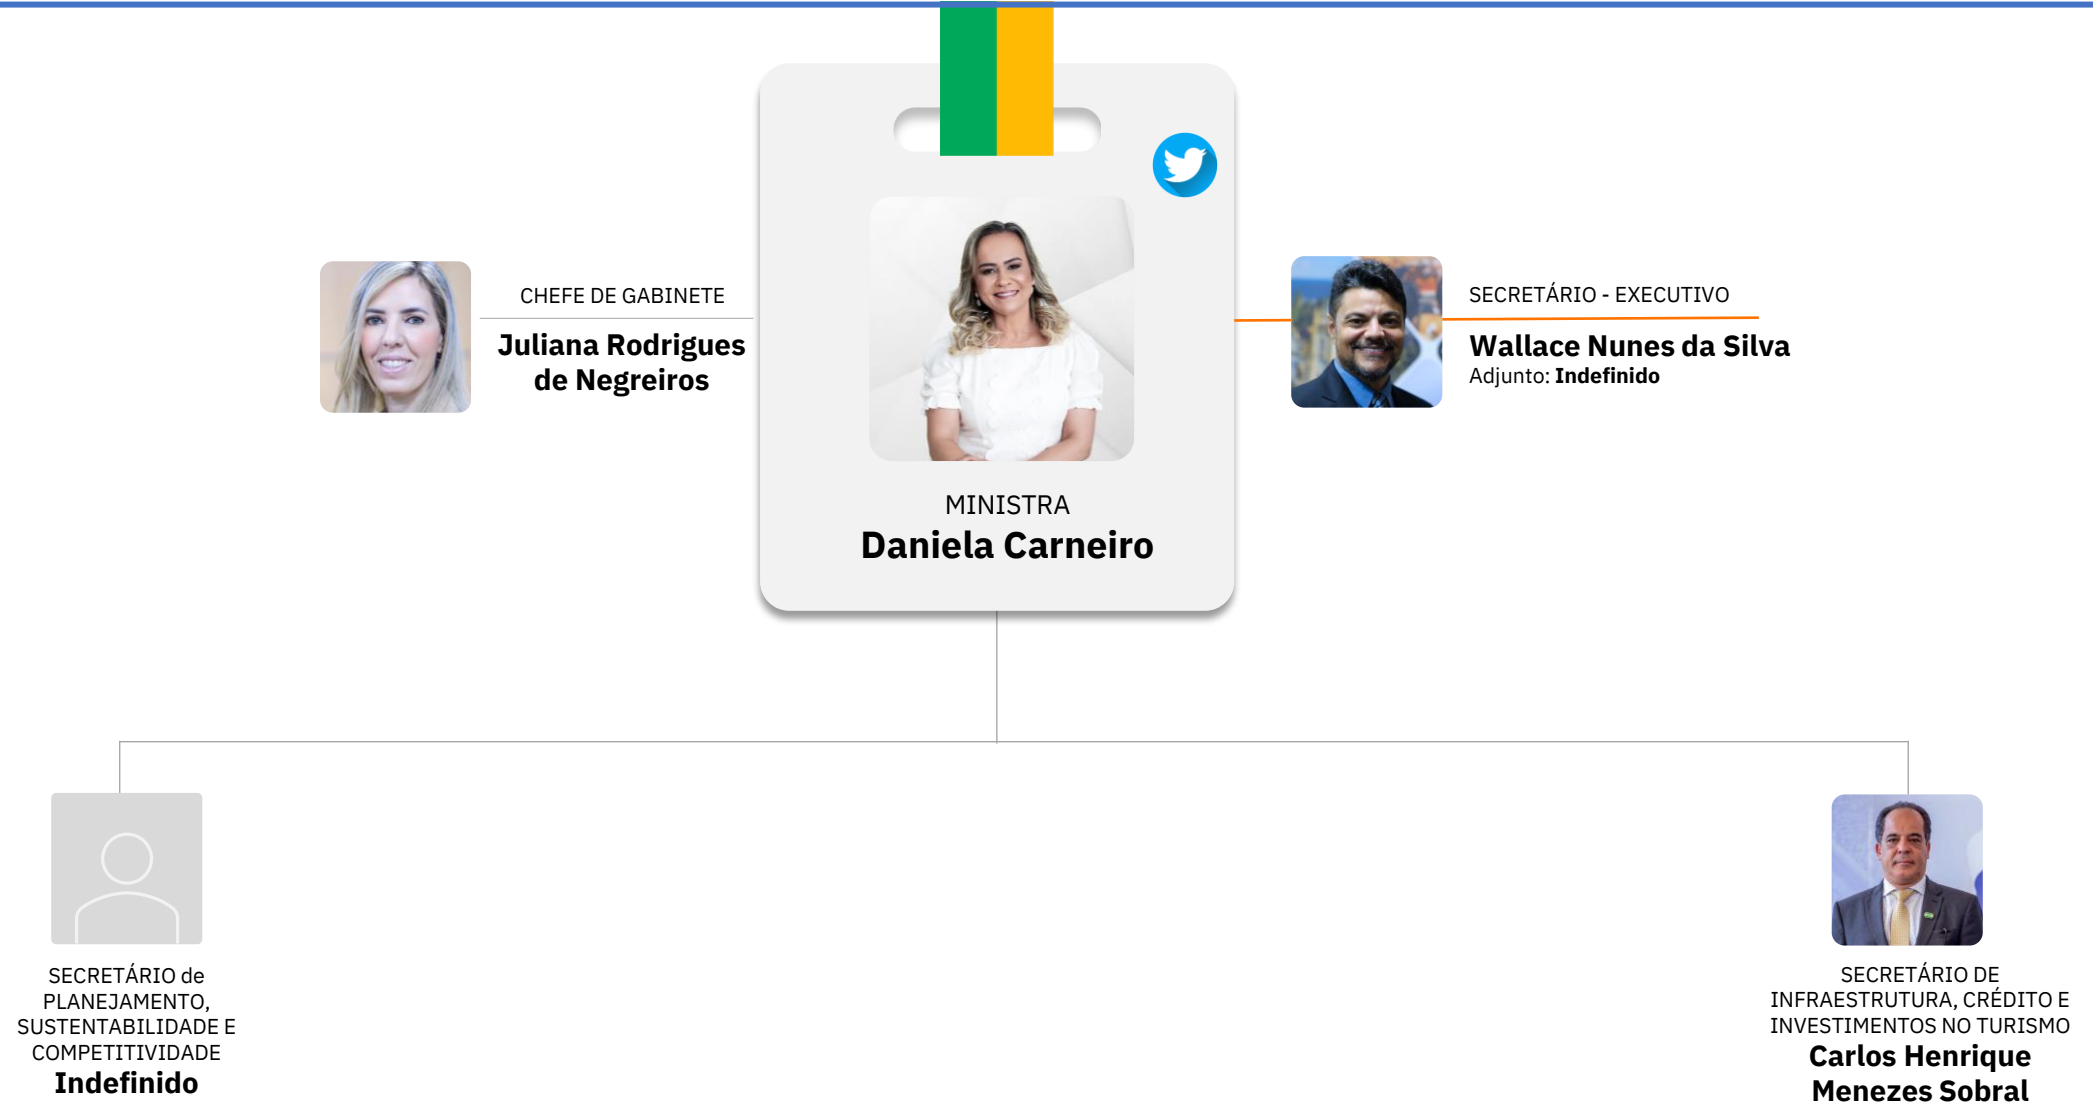 CHEFE DE GABINETE
Juliana Rodrigues
de Negreiros
MINISTRA
Daniela Carneiro
SECRETÁRIO - EXECUTIVO
Wallace Nunes da Silva
Adjunto: Indefinido
SECRETÁRIO de
PLANEJAMENTO,
SUSTENTABILIDADE E
COMPETITIVIDADE
Indefinido
SECRETÁRIO DE
INFRAESTRUTURA, CRÉDITO E
INVESTIMENTOS NO TURISMO
Carlos Henrique
Menezes Sobral